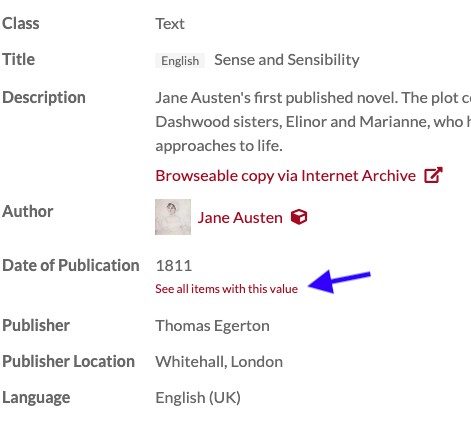 Class Text
Title English Sense and Sensibility
Description Jane Austen's first published novel. The plot
Dashwood sisters, Elinor and Marianne, who
approaches to life.
Browseable copy via Internet Archive
Author Jane Austen
Date of Publication 1811
See all items with this value
Publisher Thomas Egerton
Publisher Location Whitehall, London
Language English (UK)